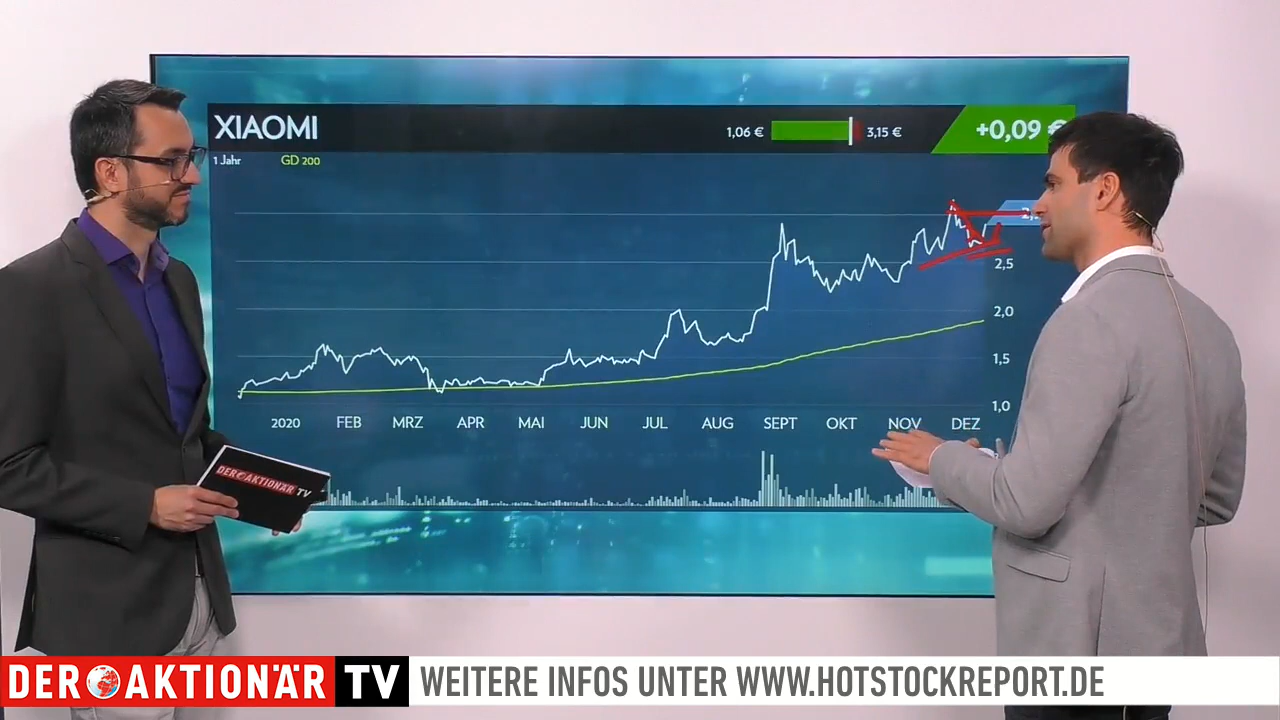 XIAOMI
1,06 € 3,15 € +0,09 €
1 Jahr GD 200
2,5
2,0
1,5
1,0
2020 FEB MRZ APR MAI JUN JUL AUG SEPT OKT NOV DEZ
DER AKTIONÄR TV
DER AKTIONÄR TV WEITERE INFOS UNTER WWW.HOTSTOCKREPORT.DE